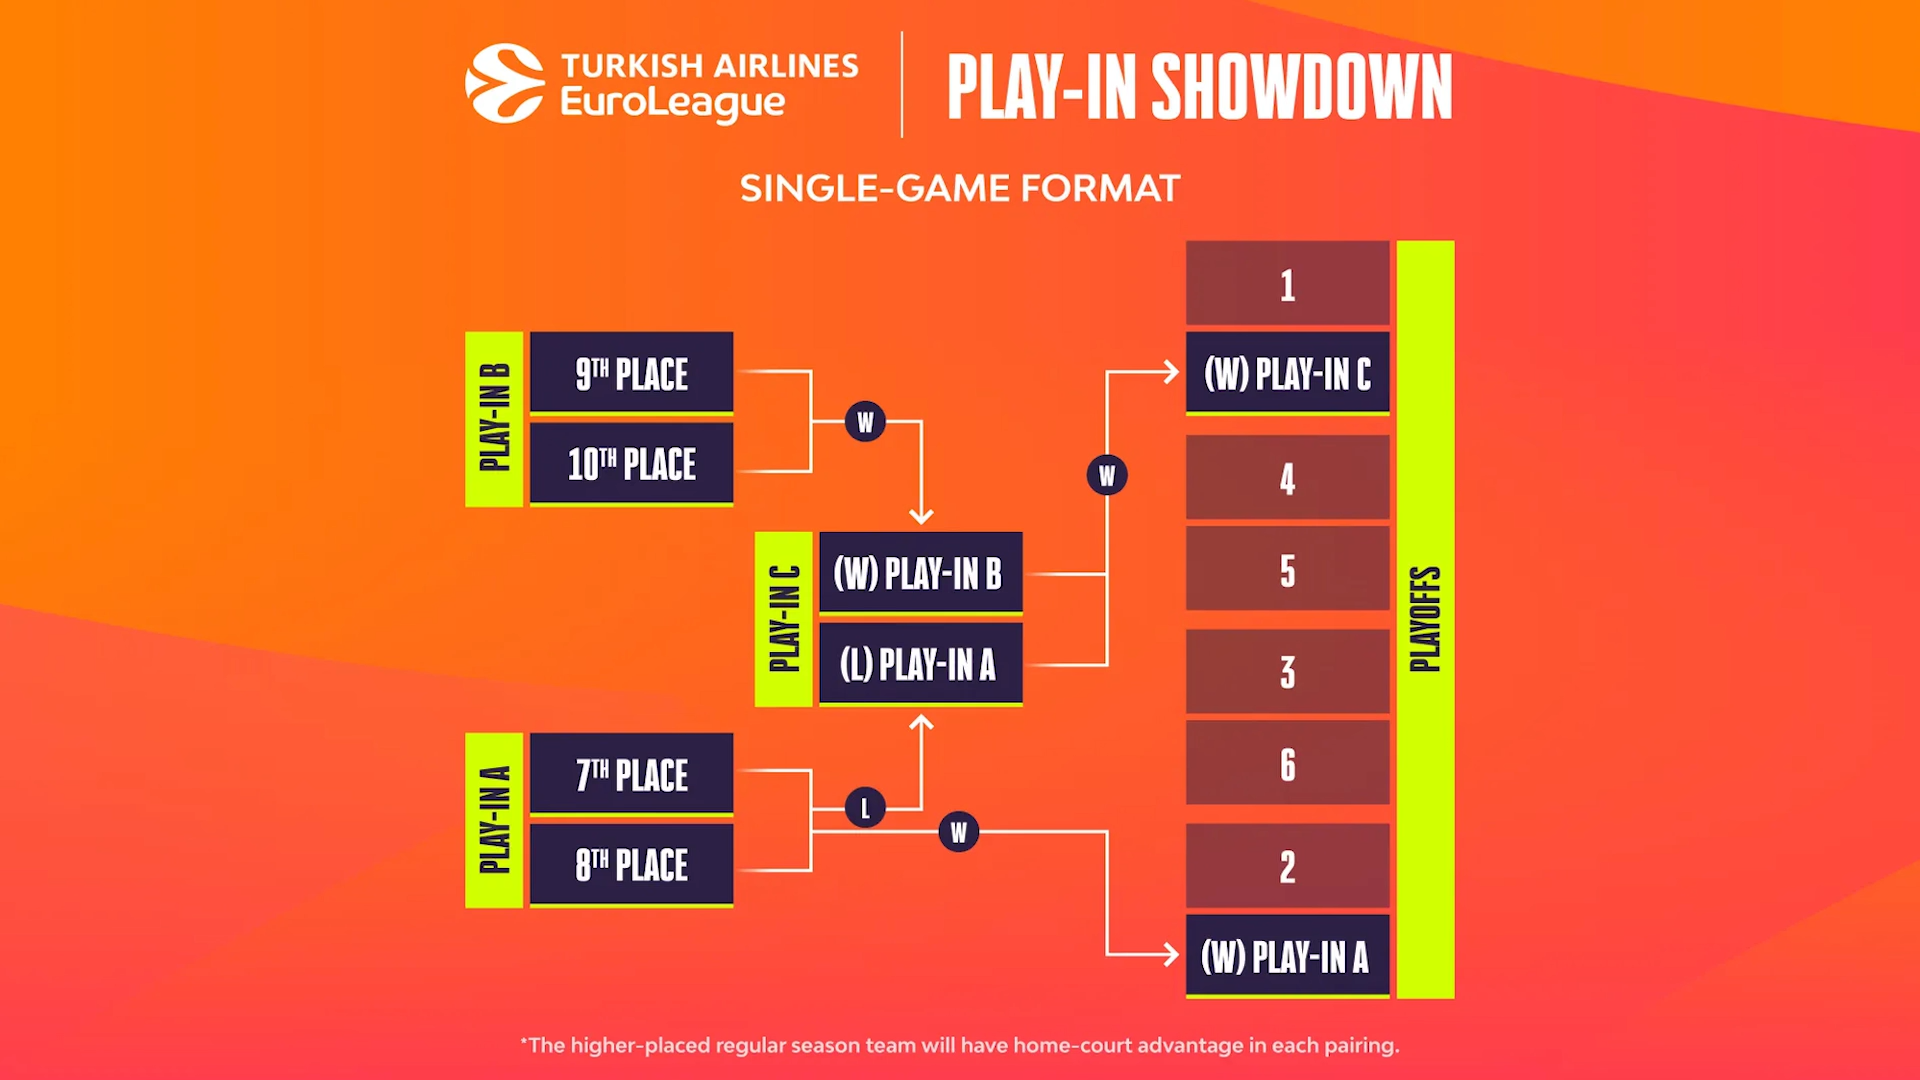 TURKISH AIRLINES
EuroLeague
PLAY-IN SHOWDOWN
SINGLE-GAME FORMAT
PLAY-IN B
9TH PLACE
10TH PLACE
W
PLAY-IN C
(W) PLAY-IN B
(L) PLAY-IN A
W
PLAY-IN A
7TH PLACE
8TH PLACE
L
W
1
(W) PLAY-IN C
4
5
3
6
2
(W) PLAY-IN A
PLAYOFFS
*The higher-placed regular season team will have home-court advantage in each pairing.